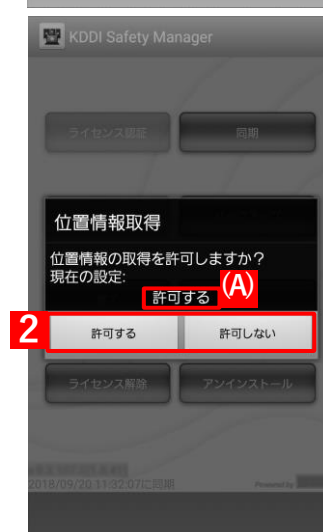 KDDI Safety Manager
ライセンス認証
同期
位置情報取得
位置情報の取得を許可しますか？
現在の設定:
許可する
(A)
2
許可する
許可しない
ライセンス解除
アンインストール
2018/09/20 11:32:07に同期
Powered by